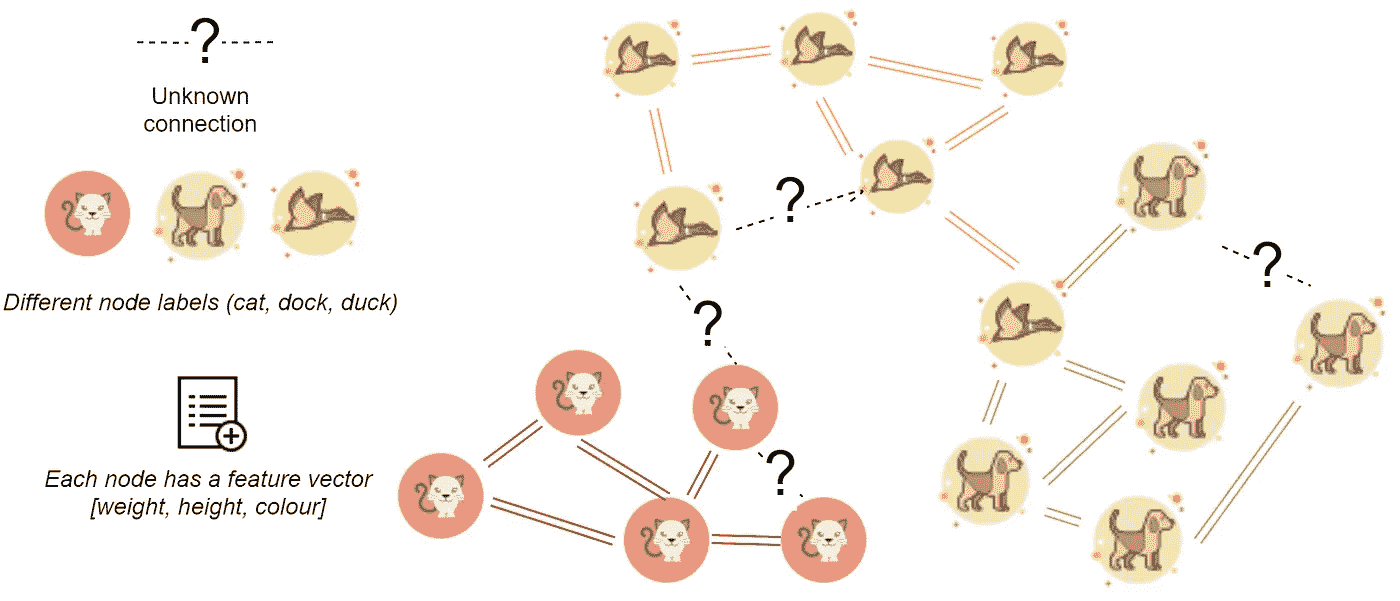 ?
Unknown
connection
Different node labels (cat, dock, duck)
Each node has a feature vector
[weight, height, colour]
?
?
?
?